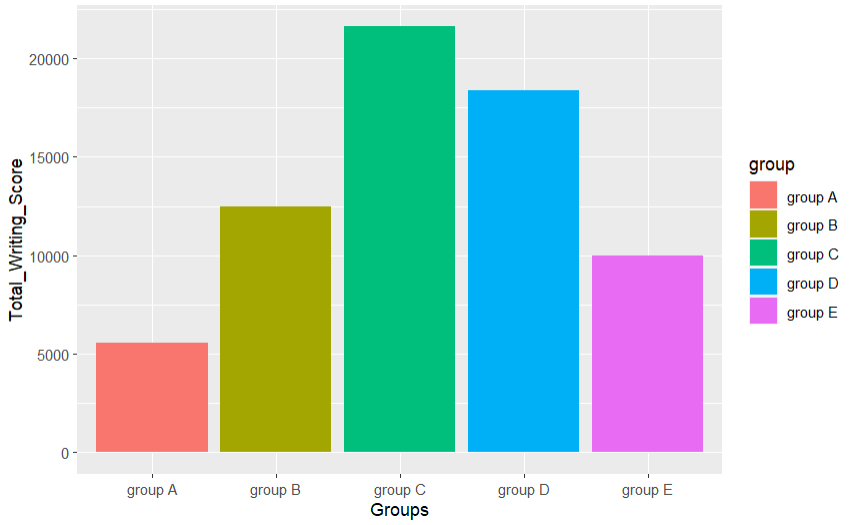 Total_Writing_Score
20000
15000
10000
5000
0
group A
group B
group C
group D
group E
Groups
group
group A
group B
group C
group D
group E